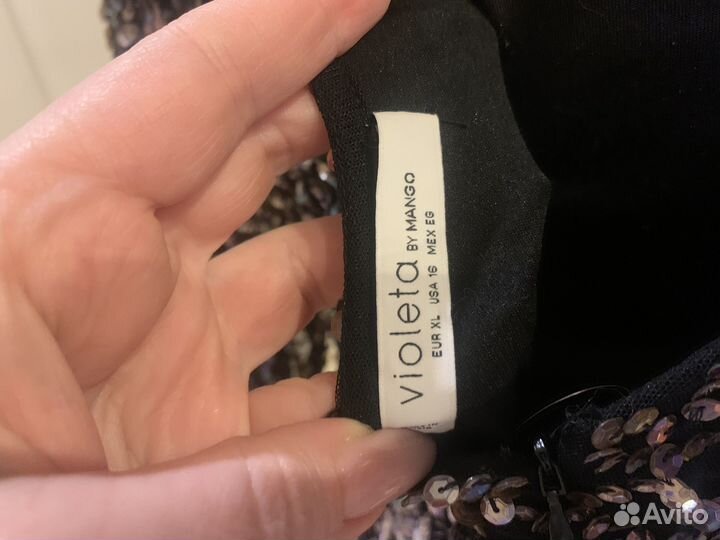 violeta BY MANGO
EUR XL USA 16 MEX EG
Avito